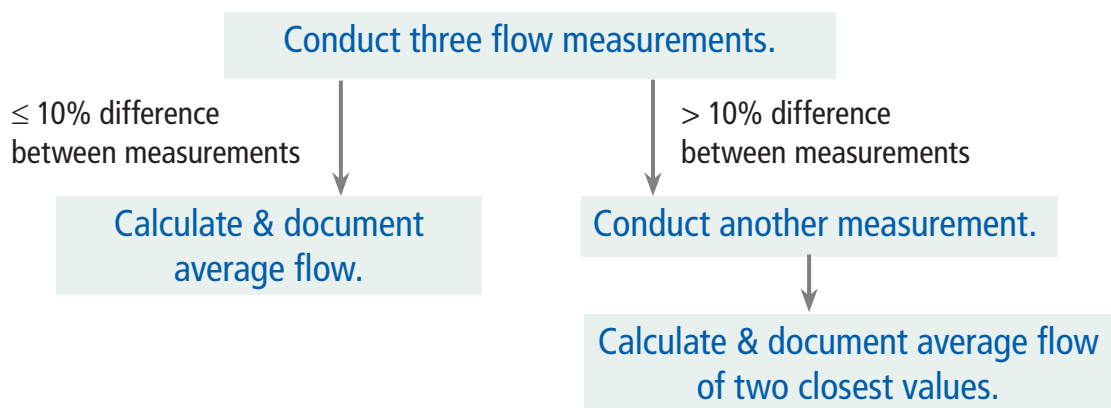 Conduct three flow measurements.
≤ 10% difference
between measurements
> 10% difference
between measurements
Calculate & document
average flow.
Conduct another measurement.
Calculate & document average flow
of two closest values.